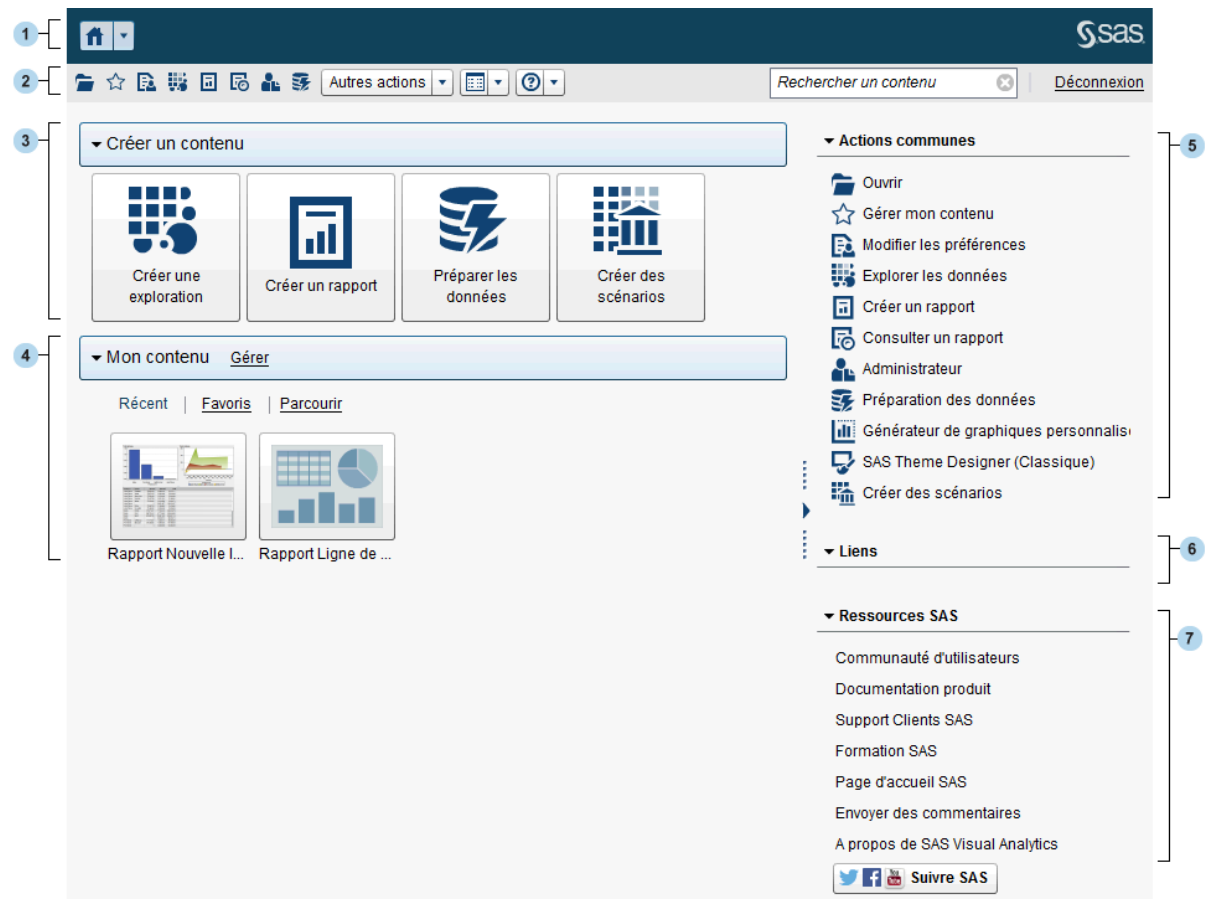 1
sas
2
Autres actions
Rechercher un contenu
Déconnexion
3
Créer un contenu
Créer une
exploration
Créer un rapport
Préparer les
données
Créer des
scénarios
4
Mon contenu Gérer
Récent | Favoris | Parcourir
Rapport Nouvelle I...
Rapport Ligne de ...
5
Actions communes
Ouvrir
Gérer mon contenu
Modifier les préférences
Explorer les données
Créer un rapport
Consulter un rapport
Administrateur
Préparation des données
Générateur de graphiques personnalis
SAS Theme Designer (Classique)
Créer des scénarios
6
Liens
7
Ressources SAS
Communauté d'utilisateurs
Documentation produit
Support Clients SAS
Formation SAS
Page d'accueil SAS
Envoyer des commentaires
A propos de SAS Visual Analytics
Suivre SAS